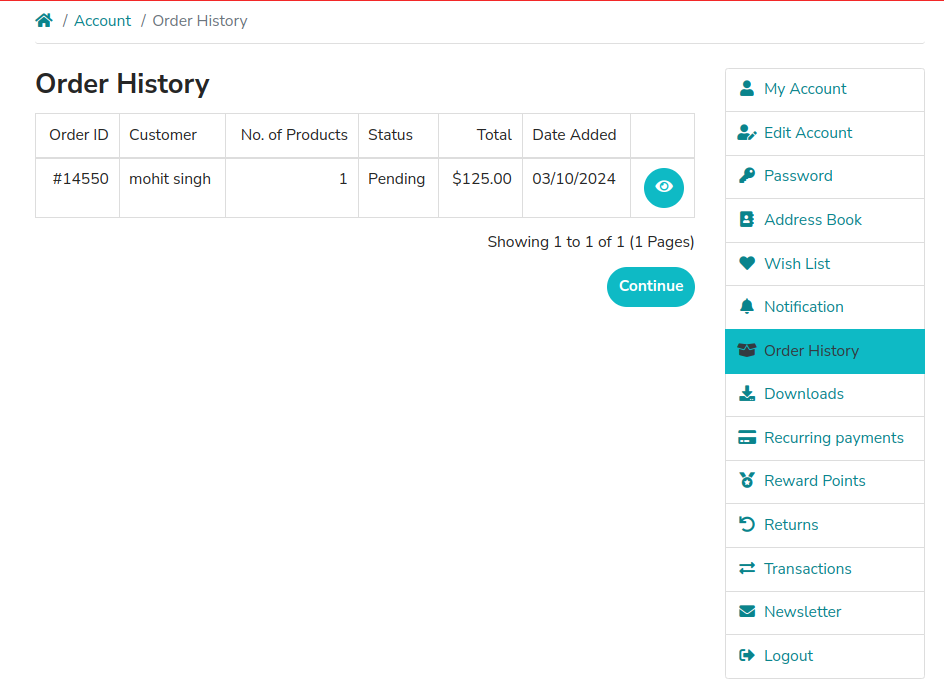 / Account / Order History
Order History
Order ID Customer No. of Products Status Total Date Added
#14550 mohit singh 1 Pending $125.00 03/10/2024
Showing 1 to 1 of 1 (1 Pages)
Continue
My Account
Edit Account
Password
Address Book
Wish List
Notification
Order History
Downloads
Recurring payments
Reward Points
Returns
Transactions
Newsletter
Logout